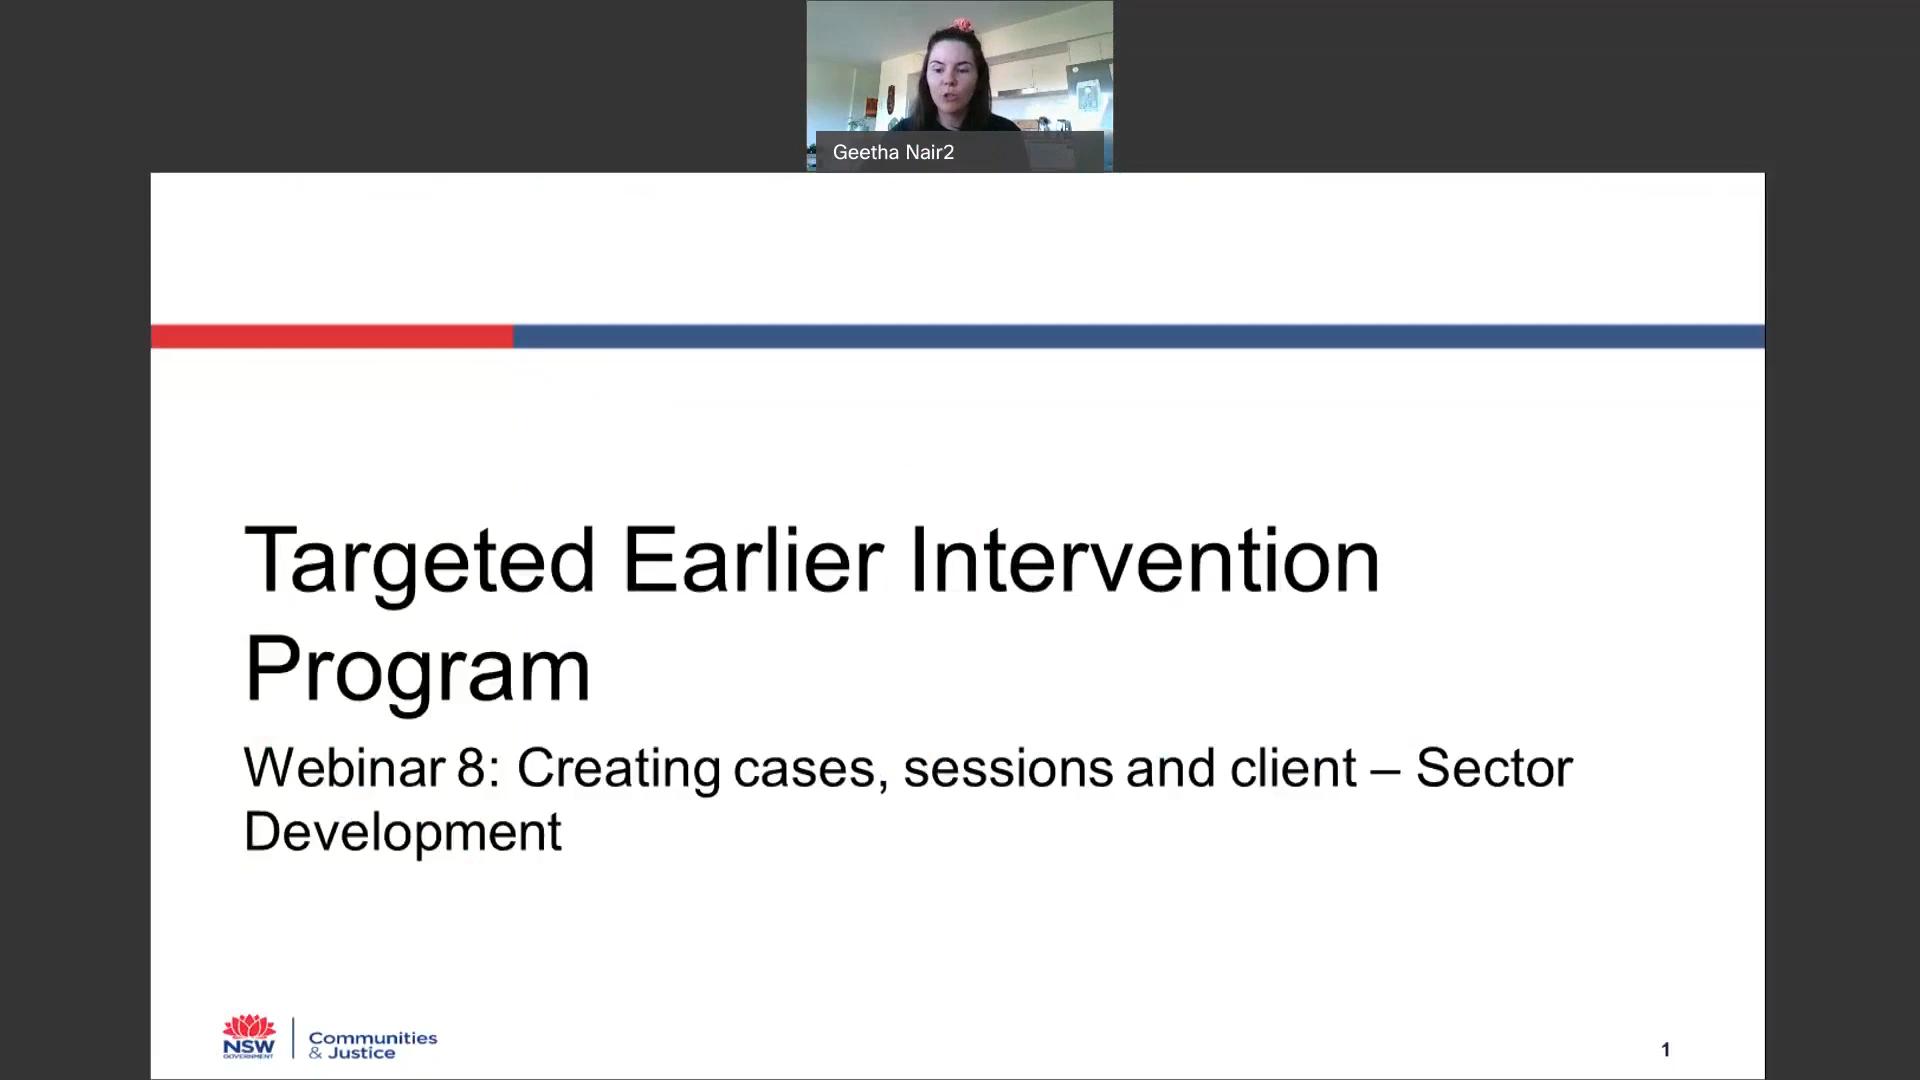 Geetha Nair2
Targeted Earlier Intervention
Program
Webinar 8: Creating cases, sessions and client – Sector
Development
NSW
GOVERNMENT
Communities
& Justice
1